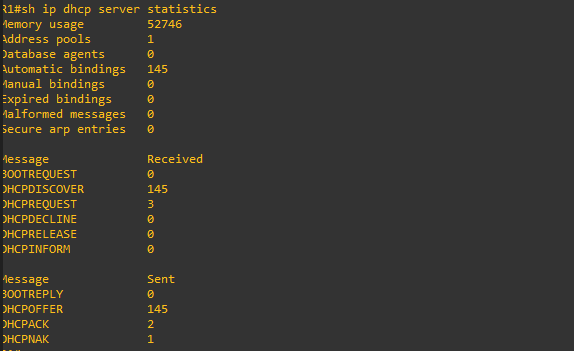 R1#sh ip dhcp server statistics
Memory usage 52746
Address pools 1
Database agents 0
Automatic bindings 145
Manual bindings 0
Expired bindings 0
Malformed messages 0
Secure arp entries 0
Message Received
BOOTREQUEST 0
DHCPDISCOVER 145
DHCPREQUEST 3
DHCPDECLINE 0
DHCPRELEASE 0
DHCPINFORM 0
Message Sent
BOOTREPLY 0
DHCPOFFER 145
DHCPACK 2
DHCPNAK 1